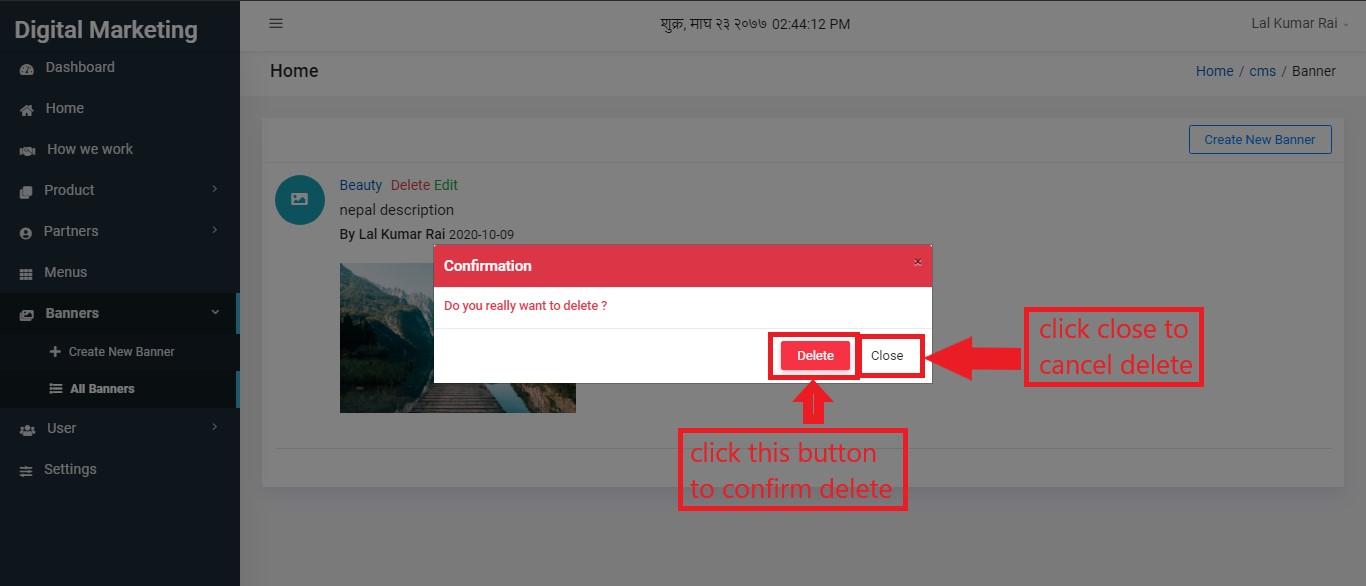 Digital Marketing
शुक्र, माघ २३ २०७७ 02:44:12 PM
Lal Kumar Rai
Dashboard
Home
Home / cms / Banner
Home
How we work
Create New Banner
Product
Beauty Delete Edit
nepal description
Partners
By Lal Kumar Rai 2020-10-09
Menus
Confirmation
×
Do you really want to delete ?
Banners
Delete
Close
click close to
cancel delete
Create New Banner
All Banners
User
click this button
to confirm delete
Settings